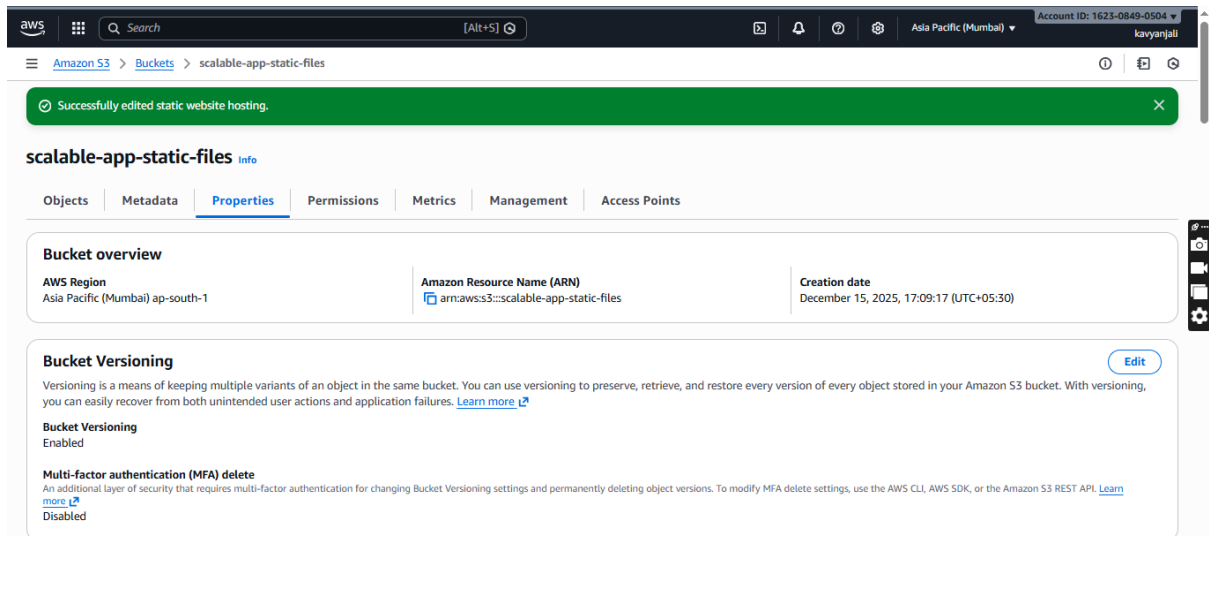 aws
Search
[Alt+S]
Asia Pacific (Mumbai)
Account ID: 1623-0849-0504
kavyanjali
Amazon S3 > Buckets > scalable-app-static-files
Successfully edited static website hosting.
scalable-app-static-files Info
Objects Metadata Properties Permissions Metrics Management Access Points
Bucket overview
AWS Region
Asia Pacific (Mumbai) ap-south-1
Amazon Resource Name (ARN)
arn:aws:s3:::scalable-app-static-files
Creation date
December 15, 2025, 17:09:17 (UTC+05:30)
Bucket Versioning
Edit
Versioning is a means of keeping multiple variants of an object in the same bucket. You can use versioning to preserve, retrieve, and restore every version of every object stored in your Amazon S3 bucket. With versioning,
you can easily recover from both unintended user actions and application failures. Learn more
Bucket Versioning
Enabled
Multi-factor authentication (MFA) delete
An additional layer of security that requires multi-factor authentication for changing Bucket Versioning settings and permanently deleting object versions. To modify MFA delete settings, use the AWS CLI, AWS SDK, or the Amazon S3 REST API. Learn
more
Disabled